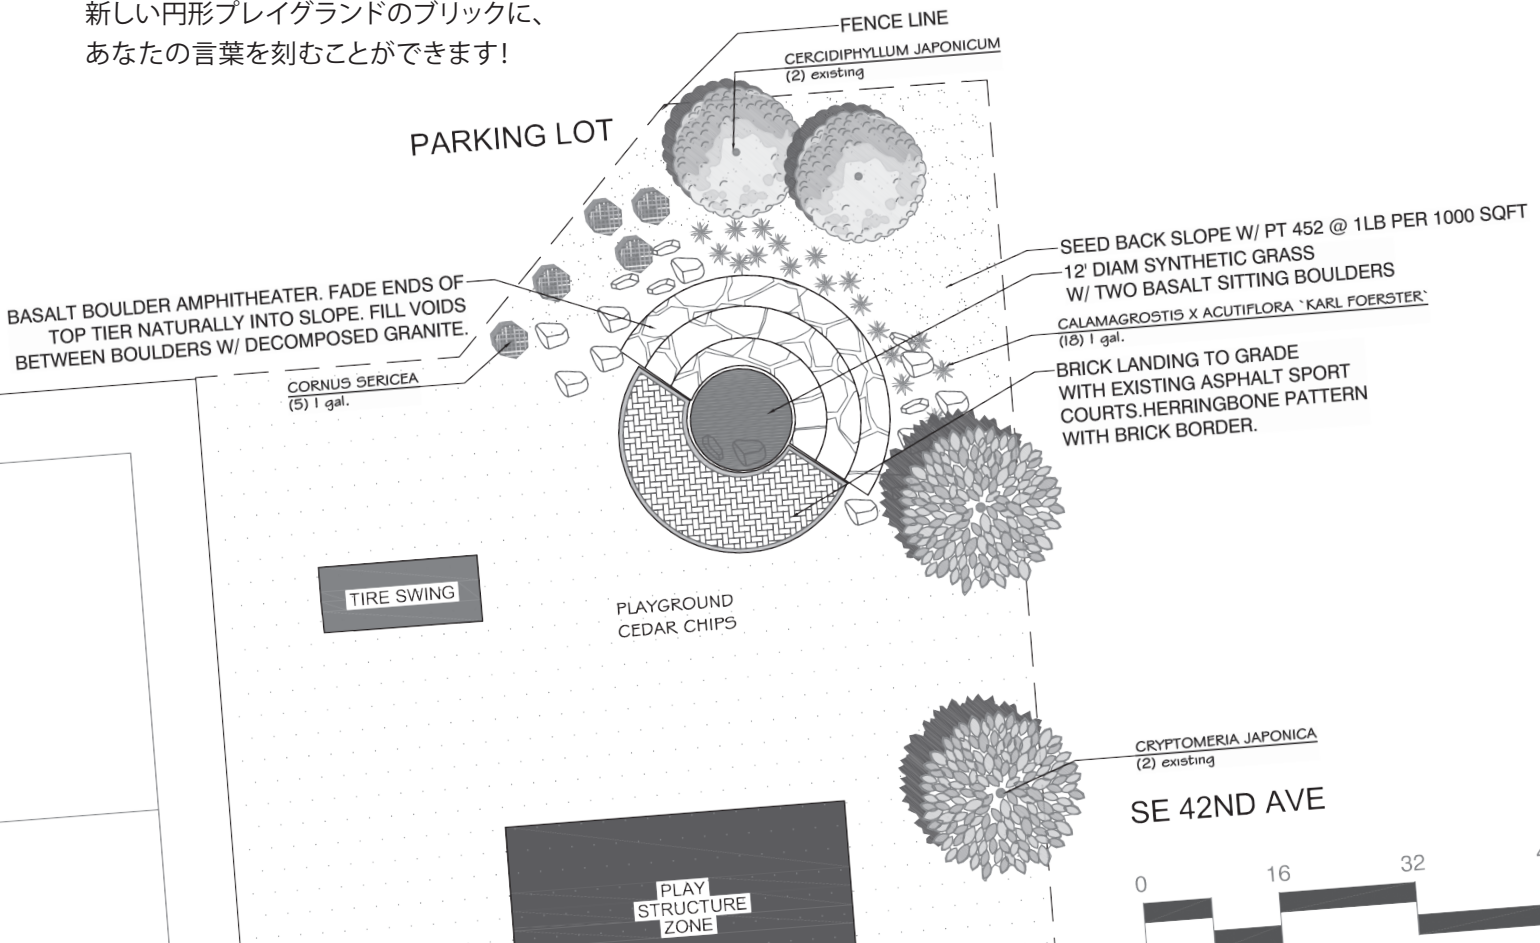 新しい円形プレイグランドのブリックに、
あなたの言葉を刻むことができます!
FENCE LINE
CERCIDIPHYLLUM JAPONICUM
(2) existing
PARKING LOT
SEED BACK SLOPE W/ PT 452 @ 1LB PER 1000 SQFT
12' DIAM SYNTHETIC GRASS
W/ TWO BASALT SITTING BOULDERS
CALAMAGROSTIS X ACUTIFLORA `KARL FOERSTER`
(18) 1 gal.
BASALT BOULDER AMPHITHEATER. FADE ENDS OF
TOP TIER NATURALLY INTO SLOPE. FILL VOIDS
BETWEEN BOULDERS W/ DECOMPOSED GRANITE.
CORNUS SERICEA
(5) 1 gal.
BRICK LANDING TO GRADE
WITH EXISTING ASPHALT SPORT
COURTS.HERRINGBONE PATTERN
WITH BRICK BORDER.
TIRE SWING
PLAYGROUND
CEDAR CHIPS
CRYPTOMERIA JAPONICA
(2) existing
SE 42ND AVE
PLAY
STRUCTURE
ZONE
0 16 32